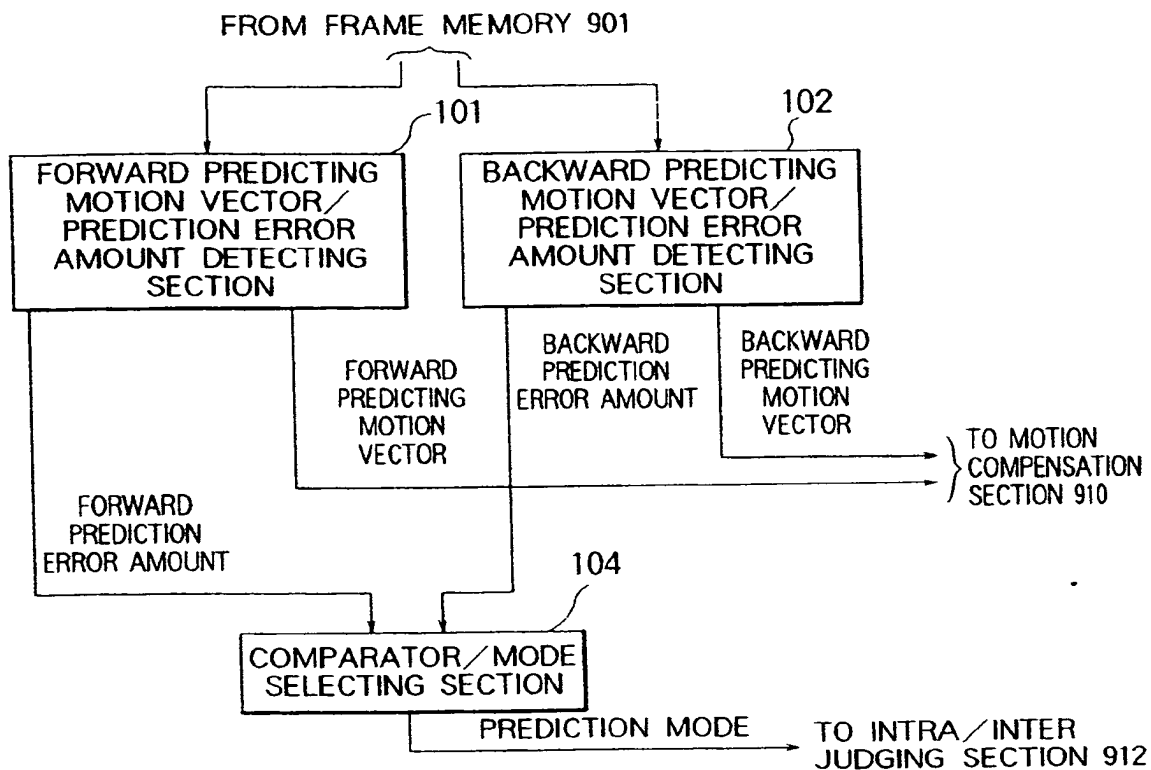 FROM FRAME MEMORY 901
101
102
FORWARD PREDICTING
MOTION VECTOR/
PREDICTION ERROR
AMOUNT DETECTING
SECTION
BACKWARD PREDICTING
MOTION VECTOR/
PREDICTION ERROR
AMOUNT DETECTING
SECTION
FORWARD
PREDICTING
MOTION
VECTOR
BACKWARD
PREDICTION
ERROR AMOUNT
BACKWARD
PREDICTING
MOTION
VECTOR
TO MOTION
COMPENSATION
SECTION 910
FORWARD
PREDICTION
ERROR AMOUNT
104
COMPARATOR/MODE
SELECTING SECTION
PREDICTION MODE
TO INTRA/INTER
JUDGING SECTION 912